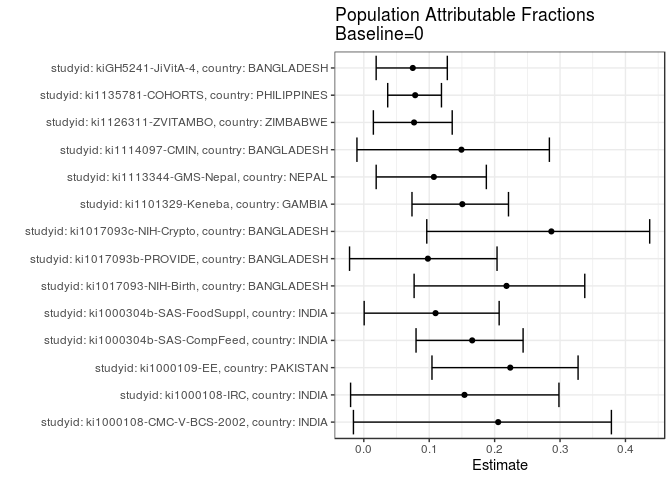 Population Attributable Fractions
Baseline=0
studyid: kiGH5241-JiVitA-4, country: BANGLADESH
studyid: ki1135781-COHORTS, country: PHILIPPINES
studyid: ki1126311-ZVITAMBO, country: ZIMBABWE
studyid: ki1114097-CMIN, country: BANGLADESH
studyid: ki1113344-GMS-Nepal, country: NEPAL
studyid: ki1101329-Keneba, country: GAMBIA
studyid: ki1017093c-NIH-Crypto, country: BANGLADESH
studyid: ki1017093b-PROVIDE, country: BANGLADESH
studyid: ki1017093-NIH-Birth, country: BANGLADESH
studyid: ki1000304b-SAS-FoodSuppl, country: INDIA
studyid: ki1000304b-SAS-CompFeed, country: INDIA
studyid: ki1000109-EE, country: PAKISTAN
studyid: ki1000108-IRC, country: INDIA
studyid: ki1000108-CMC-V-BCS-2002, country: INDIA
0.0 0.1 0.2 0.3 0.4
Estimate